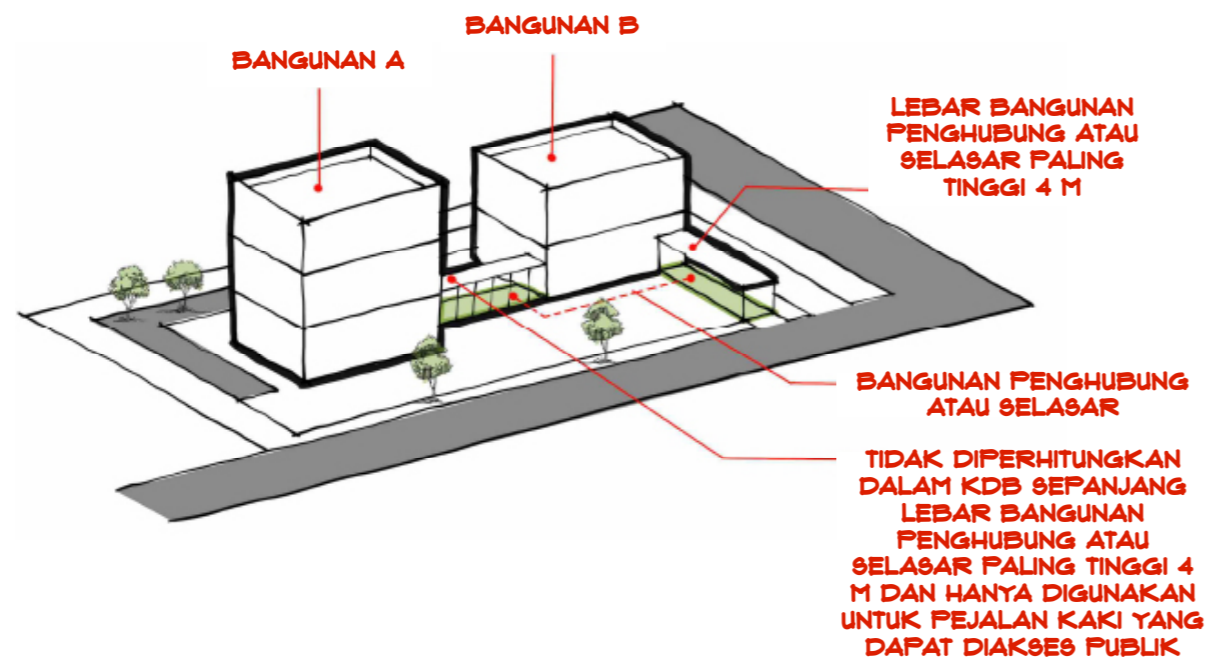 BANGUNAN B
BANGUNAN A
LEBAR BANGUNAN
PENGHUBUNG ATAU
SELASAR PALING
TINGGI 4 M
BANGUNAN PENGHUBUNG
ATAU SELASAR
TIDAK DIPERHITUNGKAN
DALAM KDB SEPANJANG
LEBAR BANGUNAN
PENGHUBUNG ATAU
SELASAR PALING TINGGI 4
M DAN HANYA DIGUNAKAN
UNTUK PEJALAN KAKI YANG
DAPAT DIAKSES PUBLIK